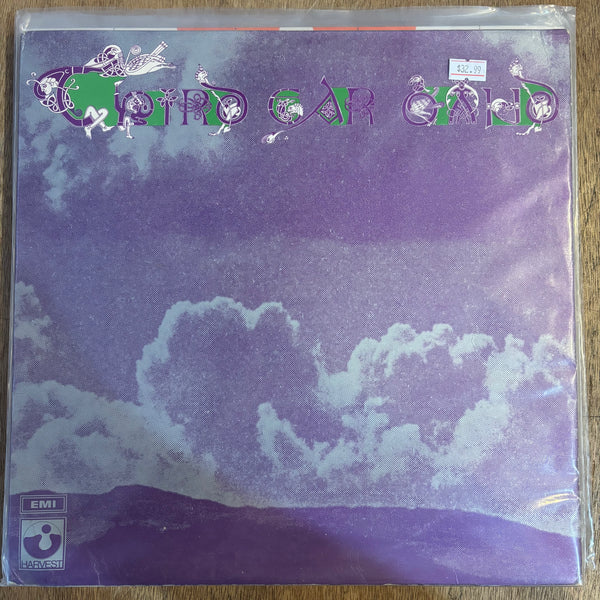 Third Ear Band
$32.99
EMI
HARVEST